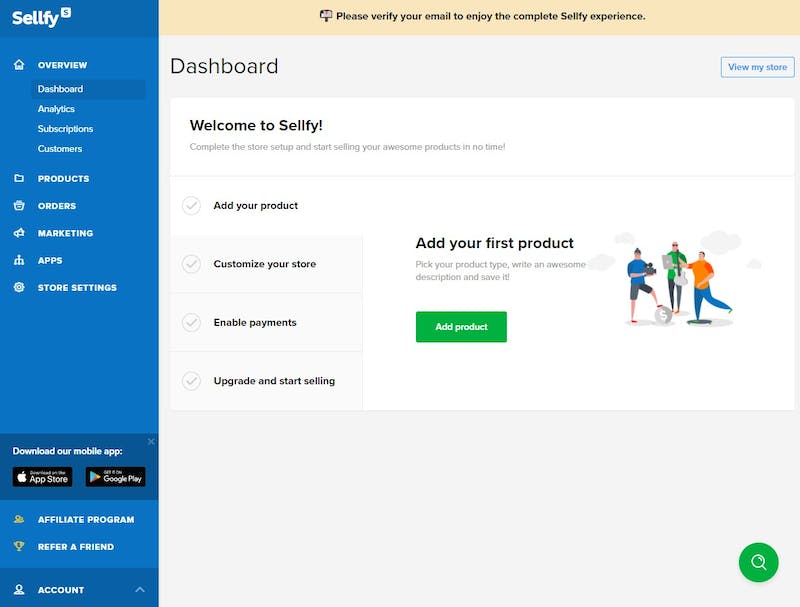 Sellfy S
📭 Please verify your email to enjoy the complete Sellfy experience.
OVERVIEW
Dashboard
Analytics
Subscriptions
Customers
PRODUCTS
ORDERS
MARKETING
APPS
STORE SETTINGS
Download our mobile app:
Download on the
App Store
GET IT ON
Google Play
AFFILIATE PROGRAM
REFER A FRIEND
ACCOUNT
Dashboard
View my store
Welcome to Sellfy!
Complete the store setup and start selling your awesome products in no time!
Add your product
Customize your store
Enable payments
Upgrade and start selling
Add your first product
Pick your product type, write an awesome
description and save it!
Add product
$